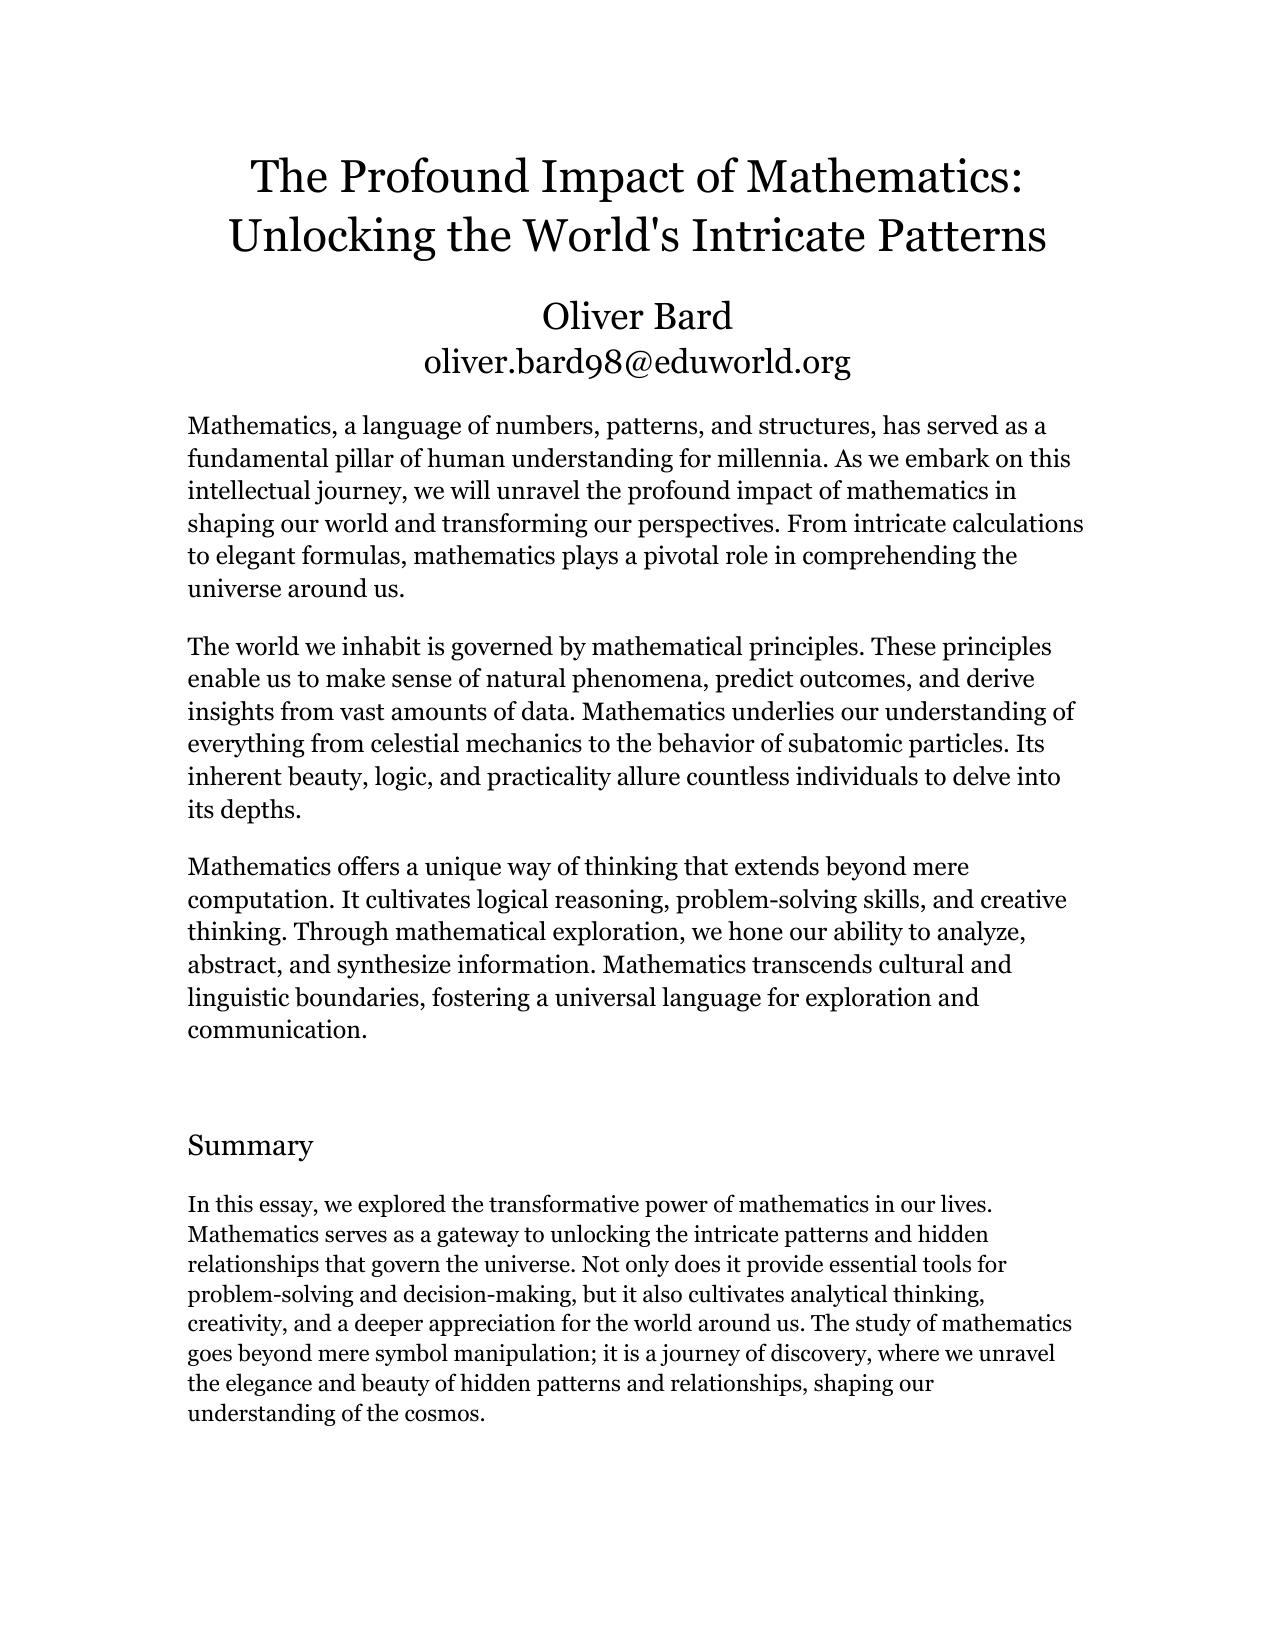 The Profound Impact of Mathematics:
Unlocking the World's Intricate Patterns
Oliver Bard
oliver.bard98@eduworld.org
Mathematics, a language of numbers, patterns, and structures, has served as a
fundamental pillar of human understanding for millennia. As we embark on this
intellectual journey, we will unravel the profound impact of mathematics in
shaping our world and transforming our perspectives. From intricate calculations
to elegant formulas, mathematics plays a pivotal role in comprehending the
universe around us.
The world we inhabit is governed by mathematical principles. These principles
enable us to make sense of natural phenomena, predict outcomes, and derive
insights from vast amounts of data. Mathematics underlies our understanding of
everything from celestial mechanics to the behavior of subatomic particles. Its
inherent beauty, logic, and practicality allure countless individuals to delve into
its depths.
Mathematics offers a unique way of thinking that extends beyond mere
computation. It cultivates logical reasoning, problem-solving skills, and creative
thinking. Through mathematical exploration, we hone our ability to analyze,
abstract, and synthesize information. Mathematics transcends cultural and
linguistic boundaries, fostering a universal language for exploration and
communication.
Summary
In this essay, we explored the transformative power of mathematics in our lives.
Mathematics serves as a gateway to unlocking the intricate patterns and hidden
relationships that govern the universe. Not only does it provide essential tools for
problem-solving and decision-making, but it also cultivates analytical thinking,
creativity, and a deeper appreciation for the world around us. The study of mathematics
goes beyond mere symbol manipulation; it is a journey of discovery, where we unravel
the elegance and beauty of hidden patterns and relationships, shaping our
understanding of the cosmos.